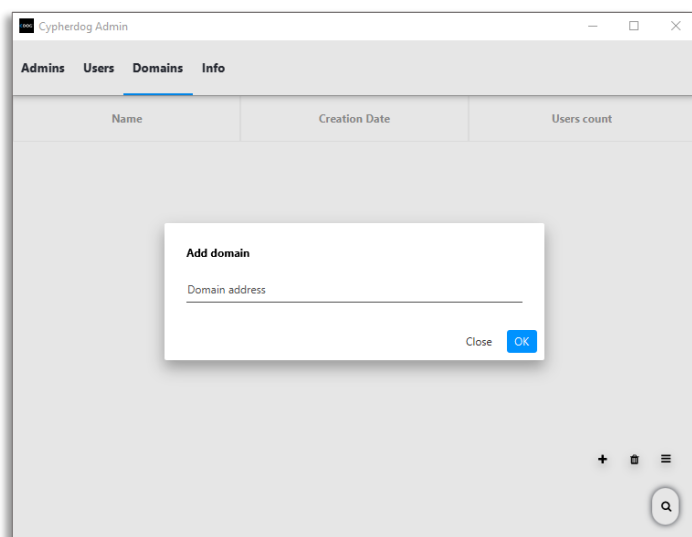 Cypherdog Admin
Admins Users Domains Info
Name Creation Date Users count
Add domain
Domain address
Close OK